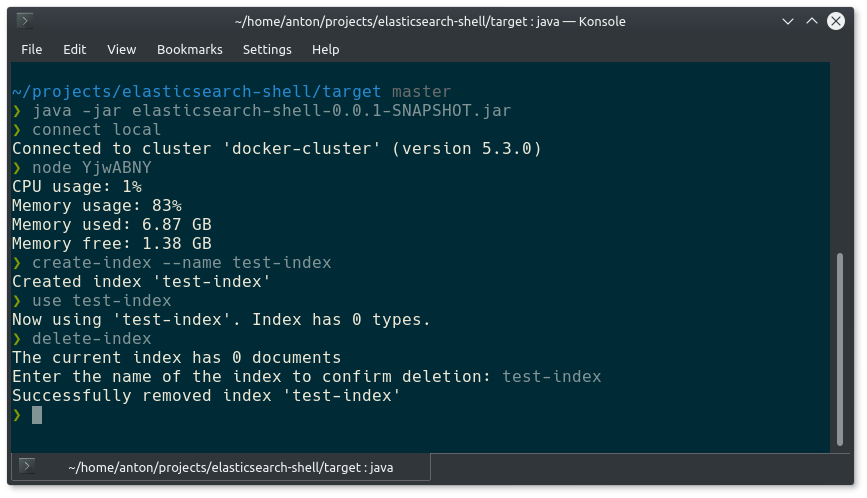 ~/home/anton/projects/elasticsearch-shell/target : java — Konsole
File Edit View Bookmarks Settings Help
~/projects/elasticsearch-shell/target master
❯ java -jar elasticsearch-shell-0.0.1-SNAPSHOT.jar
❯ connect local
Connected to cluster 'docker-cluster' (version 5.3.0)
❯ node YjwABNY
CPU usage: 1%
Memory usage: 83%
Memory used: 6.87 GB
Memory free: 1.38 GB
❯ create-index --name test-index
Created index 'test-index'
❯ use test-index
Now using 'test-index'. Index has 0 types.
❯ delete-index
The current index has 0 documents
Enter the name of the index to confirm deletion: test-index
Successfully removed index 'test-index'
❯
~/home/anton/projects/elasticsearch-shell/target : java